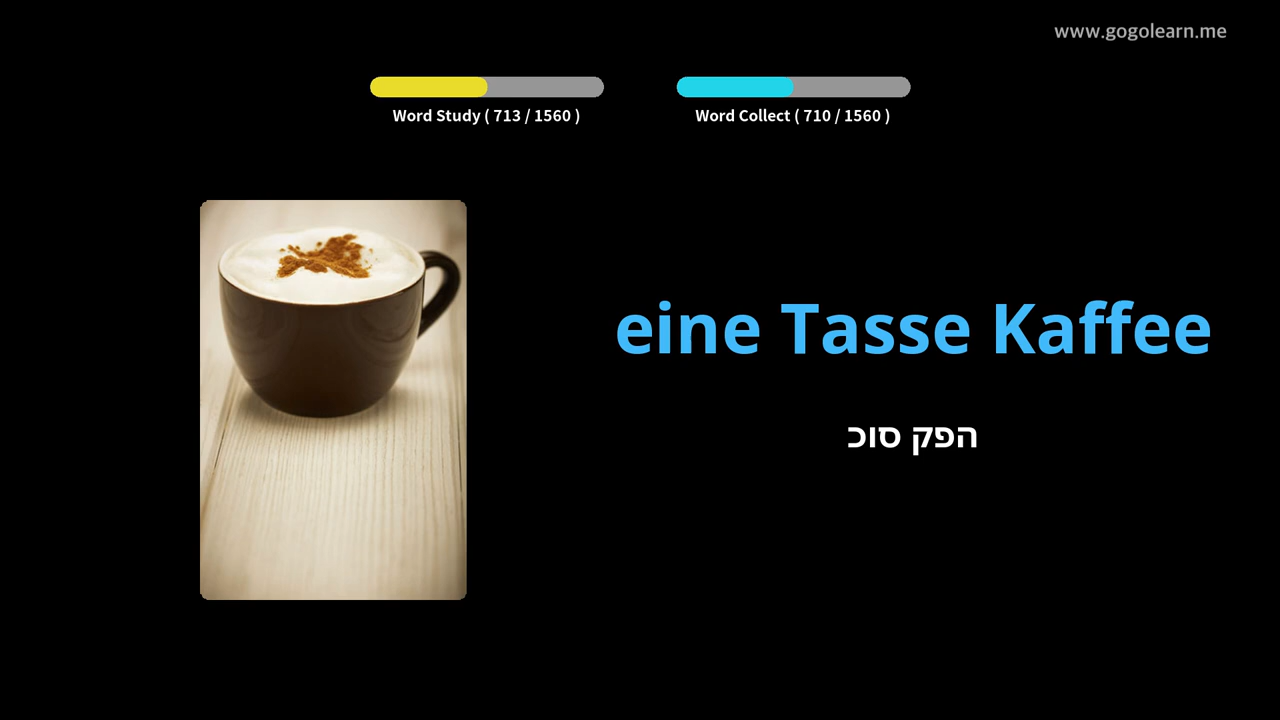 www.gogolearn.me
Word Study ( 713 / 1560 )
Word Collect ( 710 / 1560 )
eine Tasse Kaffee
הפק סוכ